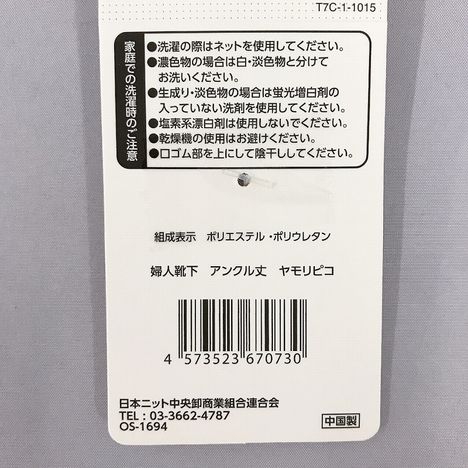 T7C-1-1015
家庭での洗濯時のご注意
●洗濯の際はネットを使用してください。
●濃色物の場合は白・淡色物と分けて
お洗いください。
●生成り・淡色物の場合は蛍光増白剤の
入っていない洗剤を使用してください。
●塩素系漂白剤は使用しないでください。
●乾燥機の使用はお避けください。
●口ゴム部を上にして陰干ししてください。
組成表示 ポリエステル・ポリウレタン
婦人靴下 アンクル丈 ヤモリピコ
4 573523 670730
日本ニット中央卸商業組合連合会
TEL : 03-3662-4787
OS-1694
中国製